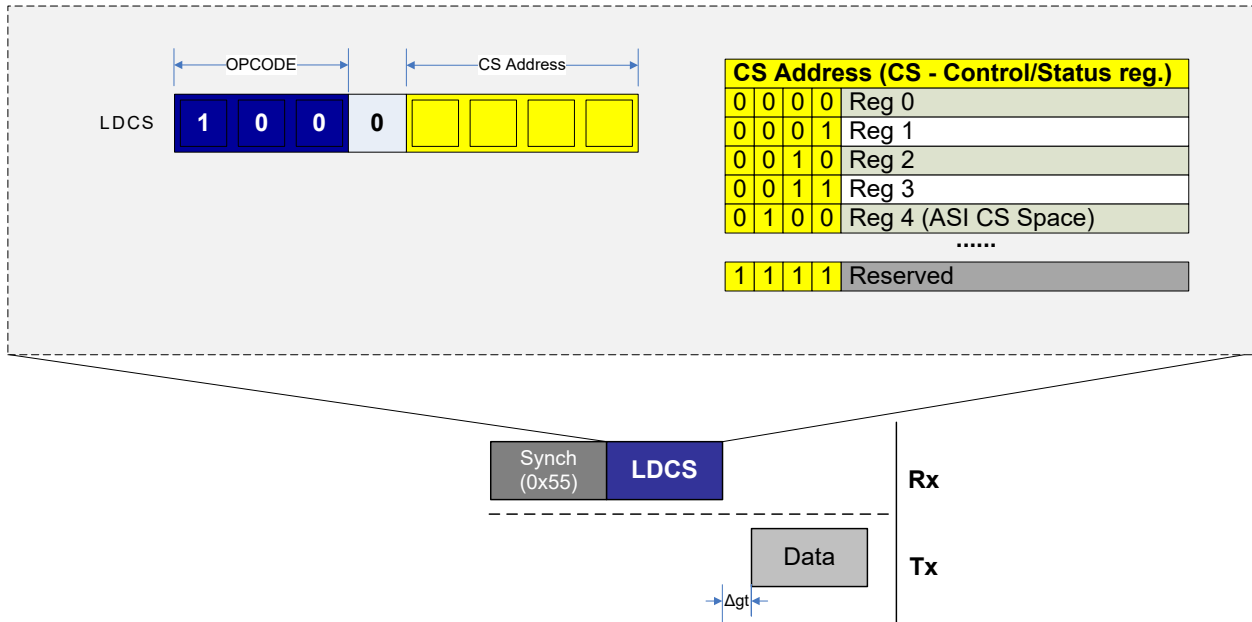 OPCODE
CS Address
LDCS 1 0 0 0
CS Address (CS - Control/Status reg.)
0 0 0 0 Reg 0
0 0 0 1 Reg 1
0 0 1 0 Reg 2
0 0 1 1 Reg 3
0 1 0 0 Reg 4 (ASI CS Space)
......
1 1 1 1 Reserved
Synch
(0x55)
LDCS
Rx
Data
Tx
Δgt